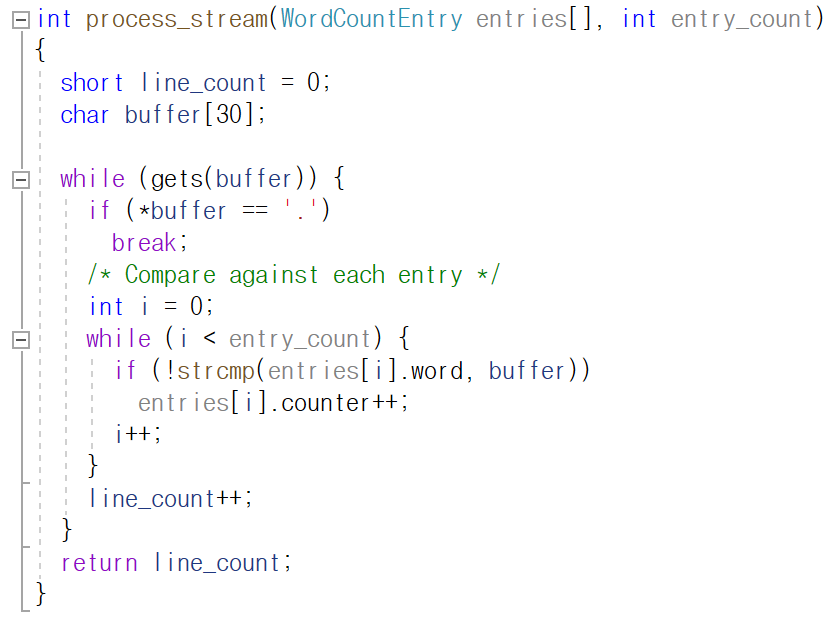 int process_stream(WordCountEntry entries[], int entry_count)
{
  short line_count = 0;
  char buffer[30];

  while (gets(buffer)) {
    if (*buffer == '.')
      break;
    /* Compare against each entry */
    int i = 0;
    while (i < entry_count) {
      if (!strcmp(entries[i].word, buffer))
        entries[i].counter++;
      i++;
    }
    line_count++;
  }
  return line_count;
}